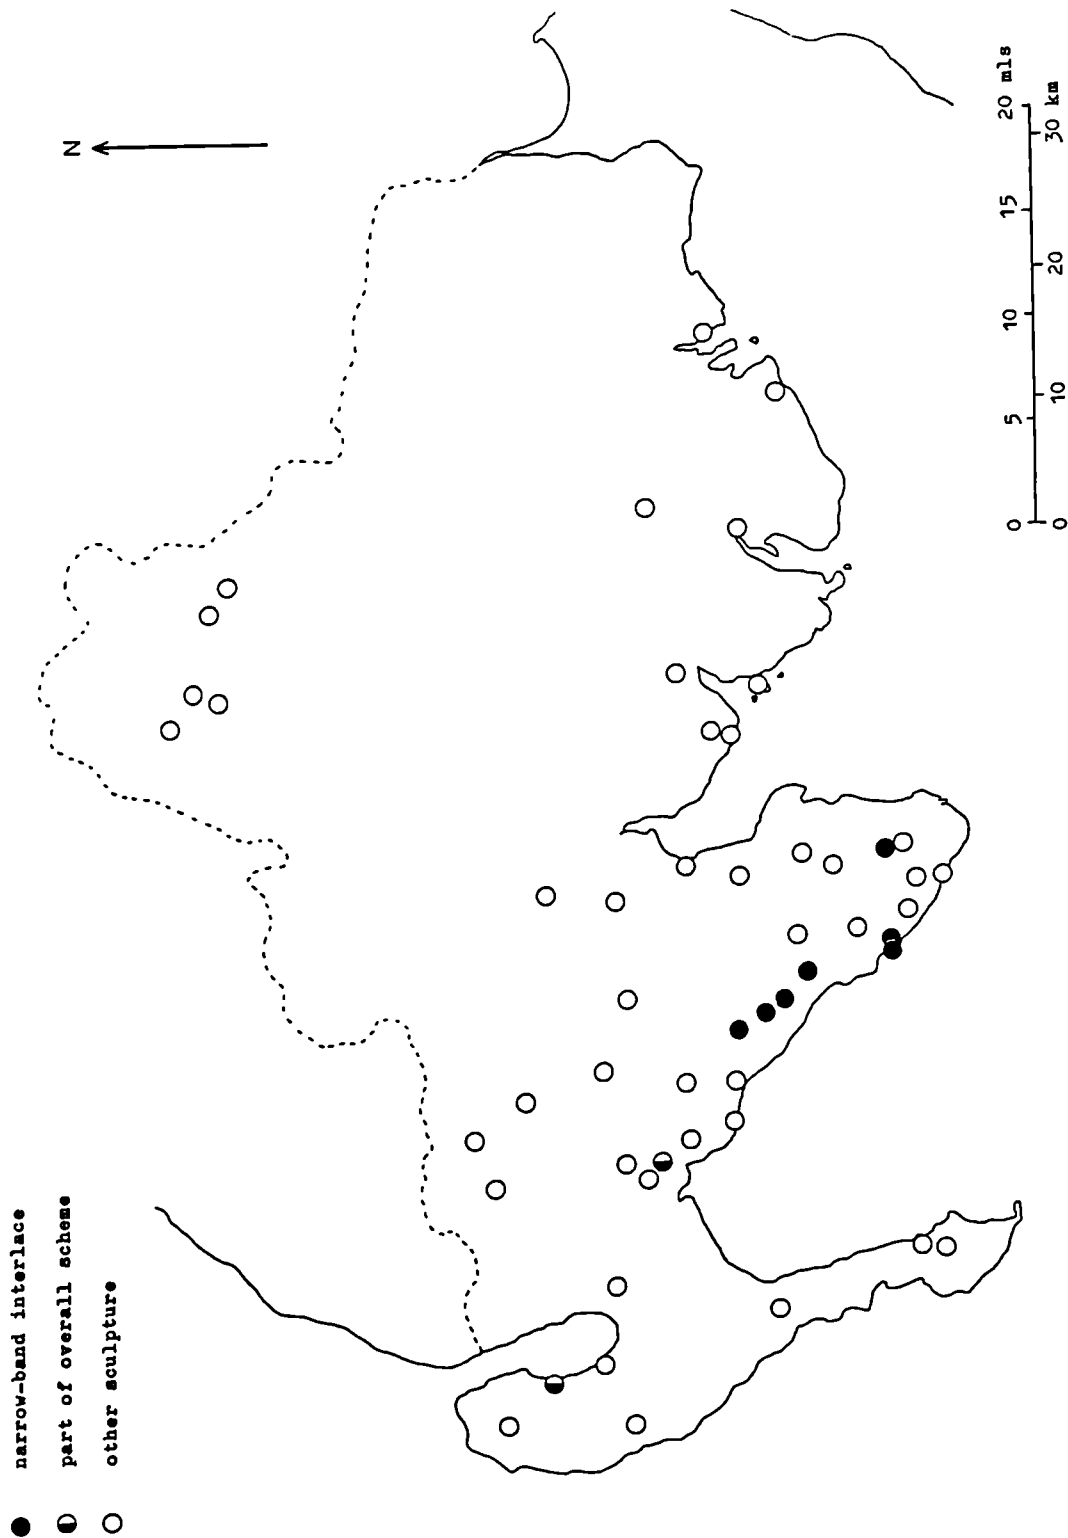 narrow-band interlace
part of overall scheme
other sculpture
N
0 5 10 15 20 mls
0 10 20 30 km